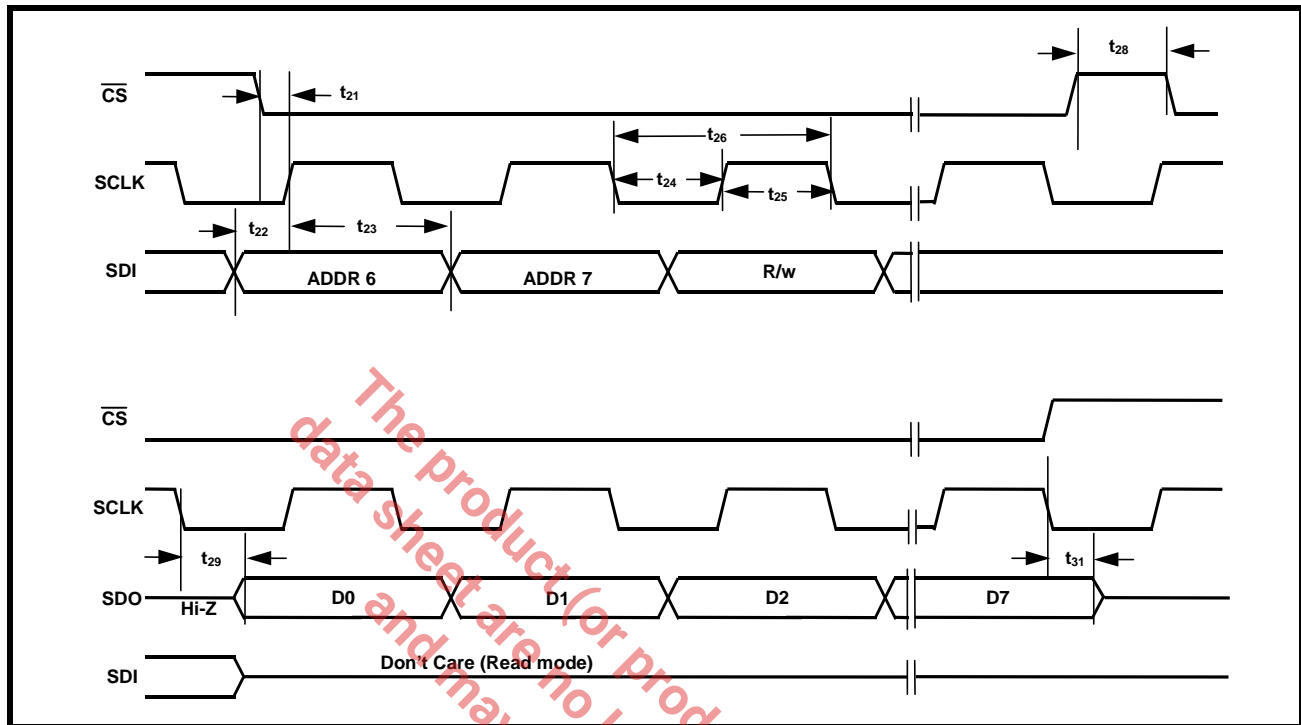 t28
CS
t21
t26
SCLK
t24
t25
t22
t23
SDI
ADDR 6
ADDR 7
R/w
CS
SCLK
t29
t31
SDO
Hi-Z
D0
D1
D2
D7
SDI
Don't Care (Read mode)
The product (or prod
data sheet are no
and may